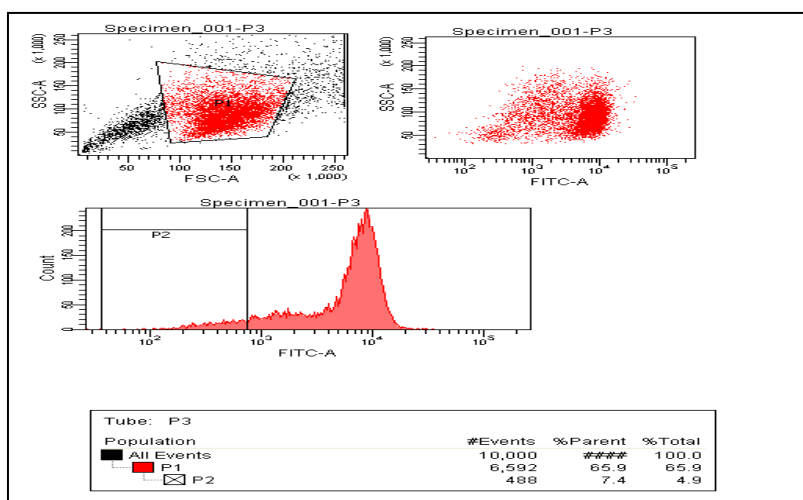 Specimen_001-P3
(x 1,000)
SSC-A
50 100 150 200 250
P1
50 100 150 200 250
FSC-A
(x 1,000)
Specimen_001-P3
(x 1,000)
SSC-A
50 100 150 200 250
10² 10³ 10⁴ 10⁵
FITC-A
Specimen_001-P3
Count
0 50 100 150 200
P2
10² 10³ 10⁴ 10⁵
FITC-A
Tube: P3
Population #Events %Parent %Total
All Events 10,000 #### 100.0
P1 6,592 65.9 65.9
P2 488 7.4 4.9